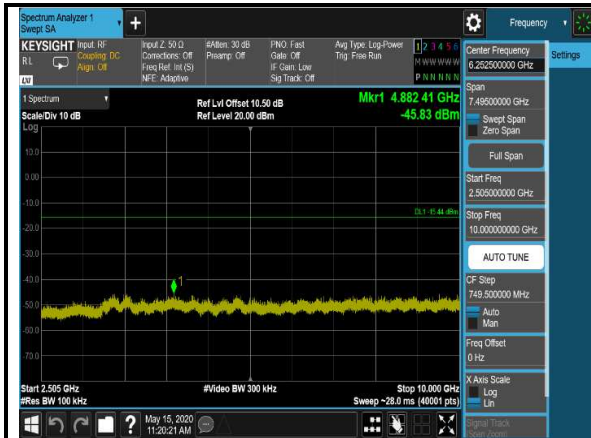 Spectrum Analyzer 1
Swept SA
+
Frequency
KEYSIGHT
RL
LXI
Input: RF
Coupling: DC
Align: Off
Input Z: 50 Ω
Corrections: Off
Freq Ref: Int (S)
NFE: Adaptive
#Atten: 30 dB
Preamp: Off
PNO: Fast
Gate: Off
IF Gain: Low
Sig Track: Off
Avg Type: Log-Power
Trig: Free Run
1 2 3 4 5 6
M W W W W W
P N N N N N
1 Spectrum
Scale/Div 10 dB
Log
Ref Lvl Offset 10.50 dB
Ref Level 20.00 dBm
Mkr1 4.882 41 GHz
-45.83 dBm
10.0
0.00
-10.0
-20.0
-30.0
-40.0
-50.0
-60.0
-70.0
DL1 -15.44 dBm
1
Start 2.505 GHz
#Res BW 100 kHz
#Video BW 300 kHz
Stop 10.000 GHz
Sweep ~28.0 ms (40001 pts)
Center Frequency
6.252500000 GHz
Span
7.49500000 GHz
Swept Span
Zero Span
Full Span
Start Freq
2.505000000 GHz
Stop Freq
10.000000000 GHz
AUTO TUNE
CF Step
749.500000 MHz
Auto
Man
Freq Offset
0 Hz
X Axis Scale
Log
Lin
Signal Track
(Span Zoom)
Settings
?
May 15, 2020
11:20:21 AM